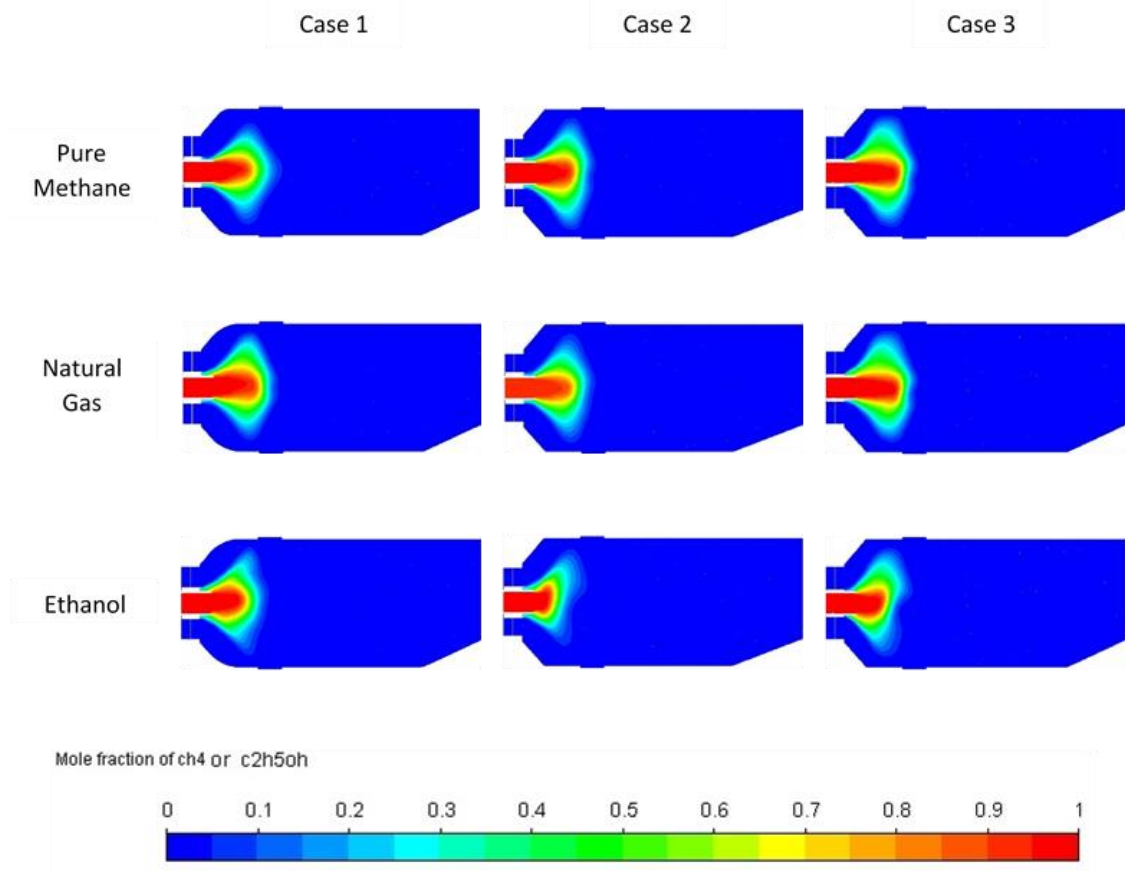 Case 1
Case 2
Case 3
Pure
Methane
Natural
Gas
Ethanol
Mole fraction of ch4 or c2h5oh
0 0.1 0.2 0.3 0.4 0.5 0.6 0.7 0.8 0.9 1